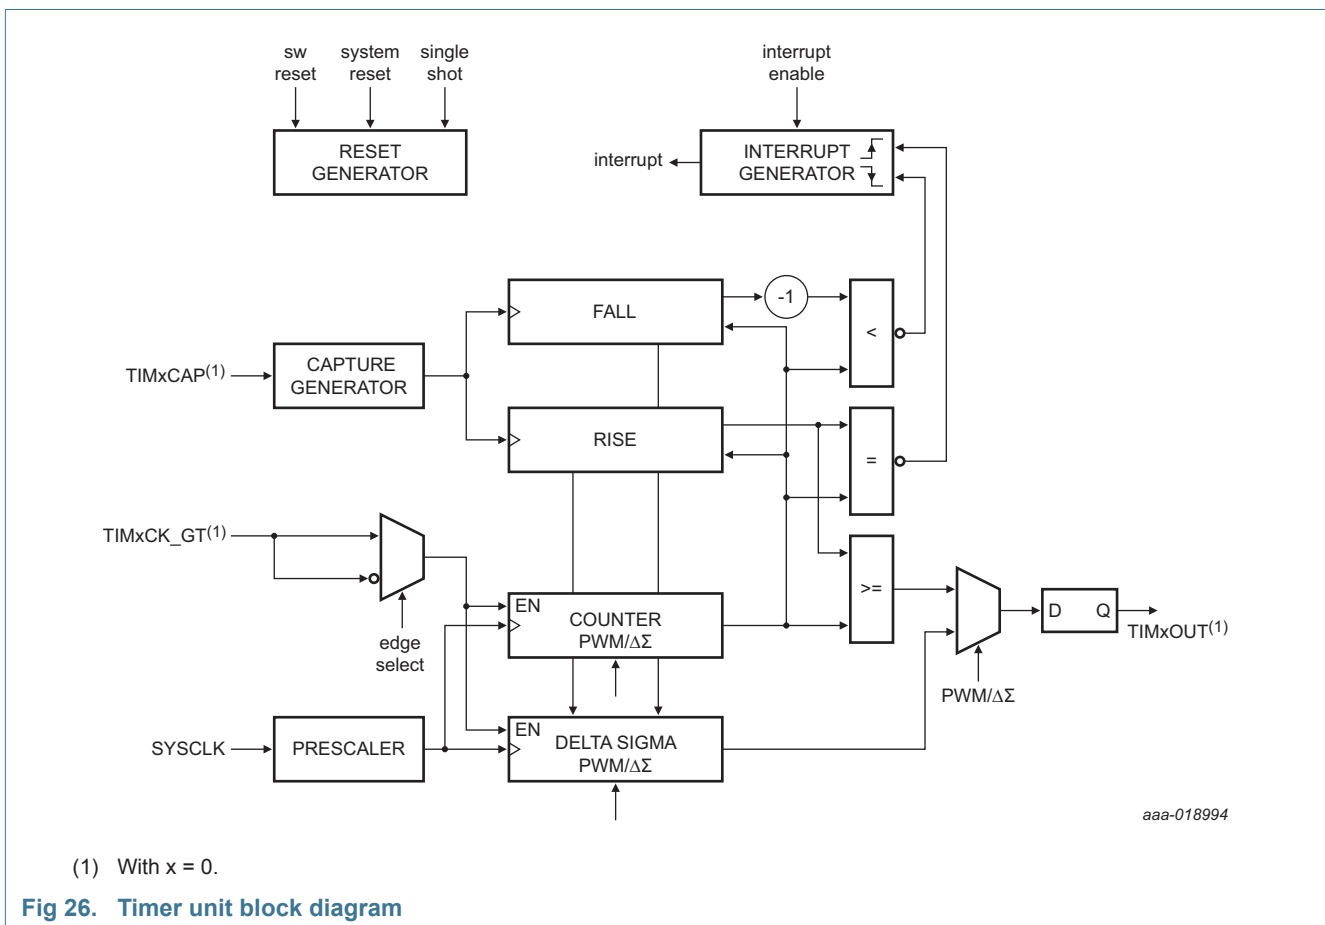 sw
reset
system
reset
single
shot
interrupt
enable
RESET
GENERATOR
interrupt
INTERRUPT
GENERATOR
FALL
-1
<
TIMxCAP(1)
CAPTURE
GENERATOR
RISE
=
TIMxCK_GT(1)
edge
select
EN
COUNTER
PWM/ΔΣ
>=
D Q
TIMxOUT(1)
PWM/ΔΣ
SYSCLK
PRESCALER
EN
DELTA SIGMA
PWM/ΔΣ
aaa-018994
(1) With x = 0.
Fig 26. Timer unit block diagram